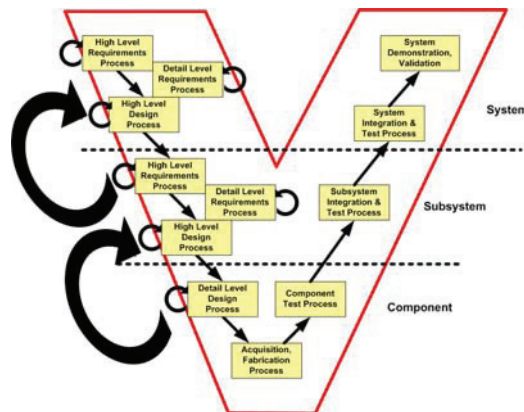 High Level
Requirements
Process
Detail Level
Requirements
Process
High Level
Design
Process
System
Demonstration,
Validation
System
Integration &
Test Process
System
High Level
Requirements
Process
Detail Level
Requirements
Process
High Level
Design
Process
Subsystem
Integration &
Test Process
Subsystem
Detail Level
Design
Process
Component
Test Process
Component
Acquisition,
Fabrication
Process